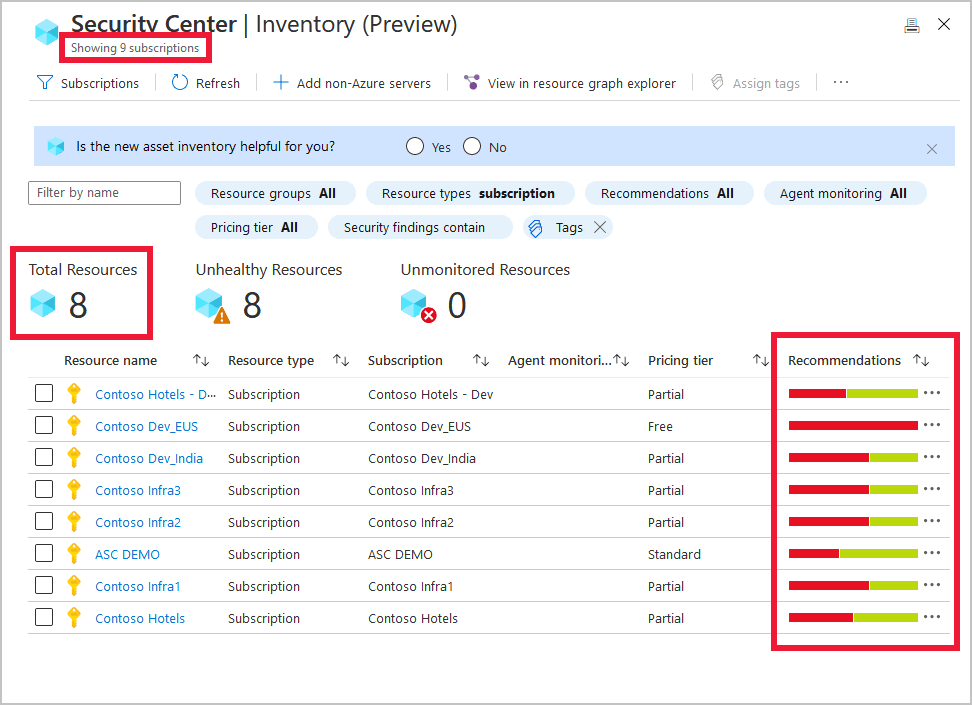 Security Center | Inventory (Preview)
Showing 9 subscriptions
Subscriptions Refresh Add non-Azure servers View in resource graph explorer Assign tags ...
Is the new asset inventory helpful for you? Yes No
Filter by name Resource groups All Resource types subscription Recommendations All Agent monitoring All
Pricing tier All Security findings contain Tags
Total Resources Unhealthy Resources Unmonitored Resources
8 8 0
Resource name Resource type Subscription Agent monitori... Pricing tier Recommendations
Contoso Hotels - D... Subscription Contoso Hotels - Dev Partial ...
Contoso Dev_EUS Subscription Contoso Dev_EUS Free ...
Contoso Dev_India Subscription Contoso Dev_India Partial ...
Contoso Infra3 Subscription Contoso Infra3 Partial ...
Contoso Infra2 Subscription Contoso Infra2 Partial ...
ASC DEMO Subscription ASC DEMO Standard ...
Contoso Infra1 Subscription Contoso Infra1 Partial ...
Contoso Hotels Subscription Contoso Hotels Partial ...